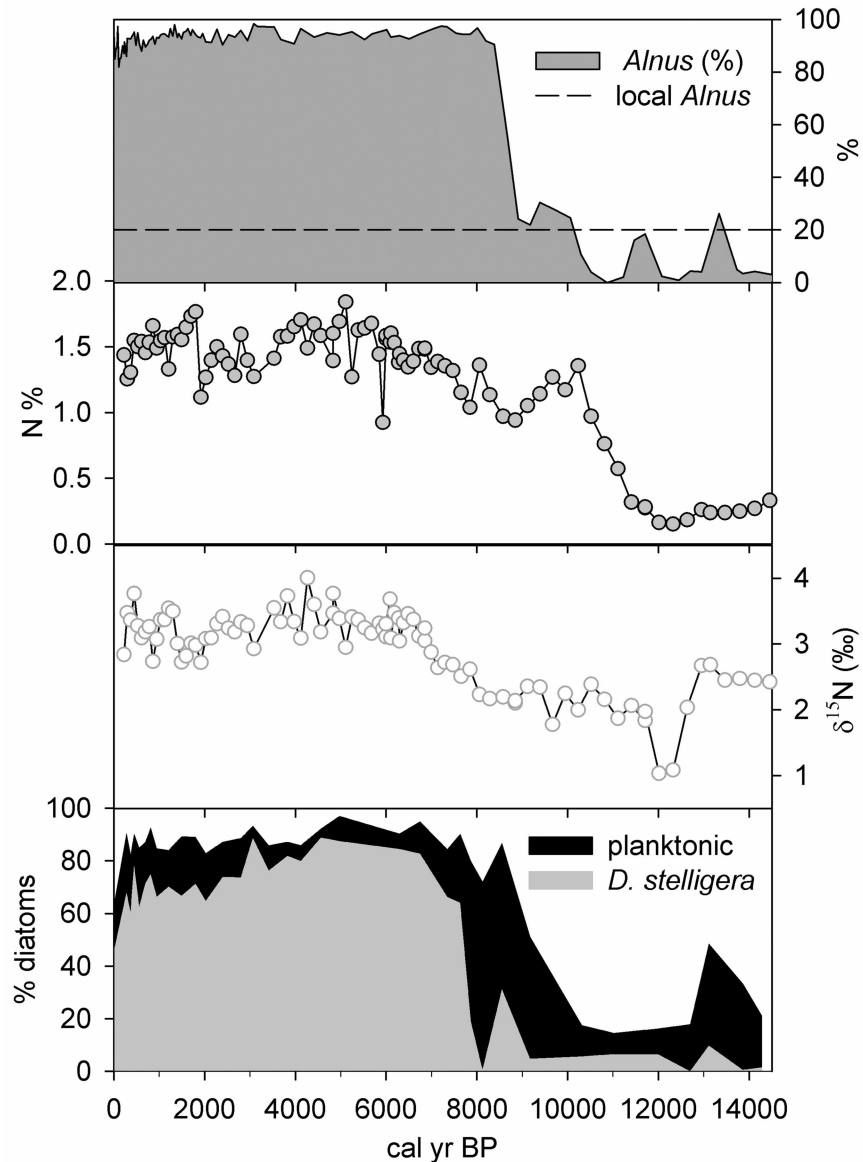 100
Alnus (%)
80
local Alnus
60
%
40
20
2.0
0
1.5
N %
1.0
0.5
0.0
4
3
δ15N (‰)
2
1
100
planktonic
80
D. stelligera
60
% diatoms
40
20
0
0 2000 4000 6000 8000 10000 12000 14000
cal yr BP